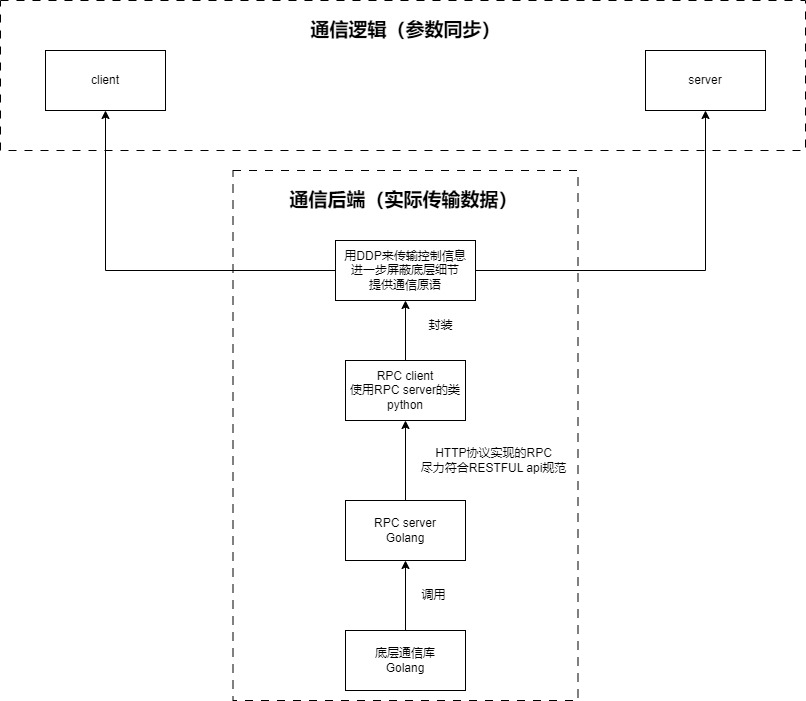 通信逻辑（参数同步）
client
server
通信后端（实际传输数据）
用DDP来传输控制信息
进一步屏蔽底层细节
提供通信原语
封装
RPC client
使用RPC server的类
python
HTTP协议实现的RPC
尽力符合RESTFUL api规范
RPC server
Golang
调用
底层通信库
Golang